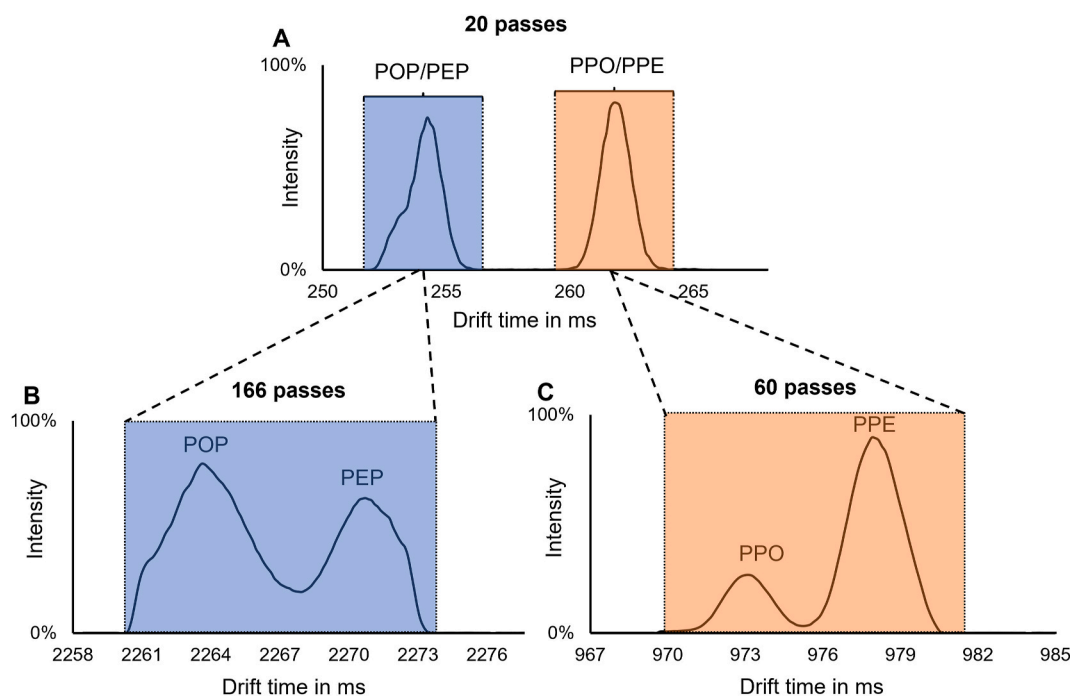 20 passes
A
100%
POP/PEP
PPO/PPE
Intensity
0%
250 255 260 265
Drift time in ms
B
166 passes
100%
POP
PEP
Intensity
0%
2258 2261 2264 2267 2270 2273 2276
Drift time in ms
C
60 passes
100%
PPE
PPO
Intensity
0%
967 970 973 976 979 982 985
Drift time in ms